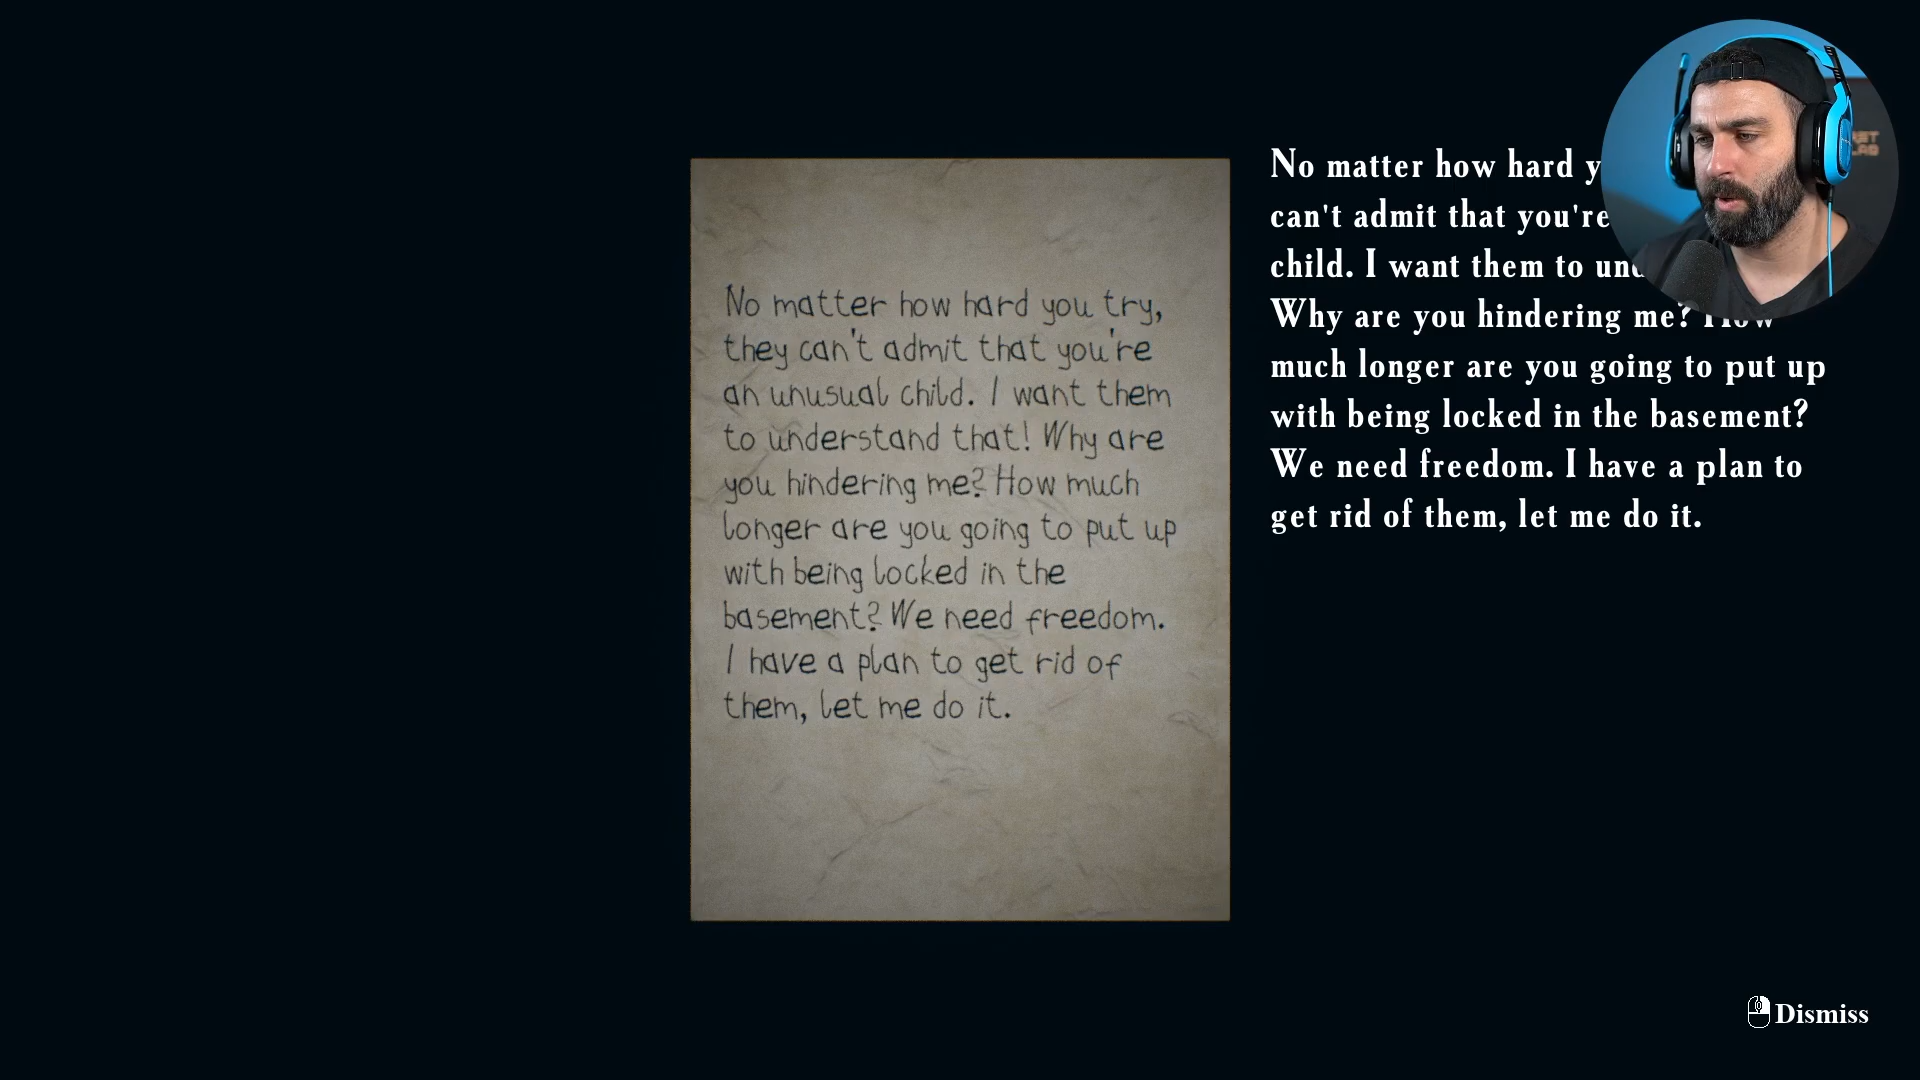 No matter how hard you try,
they can't admit that you're
an unusual child. I want them
to understand that! Why are
you hindering me? How much
longer are you going to put up
with being locked in the
basement? We need freedom.
I have a plan to get rid of
them, let me do it.
No matter how hard
can't admit that you're
child. I want them to
Why are you hindering me? How
much longer are you going to put up
with being locked in the basement?
We need freedom. I have a plan to
get rid of them, let me do it.
Dismiss